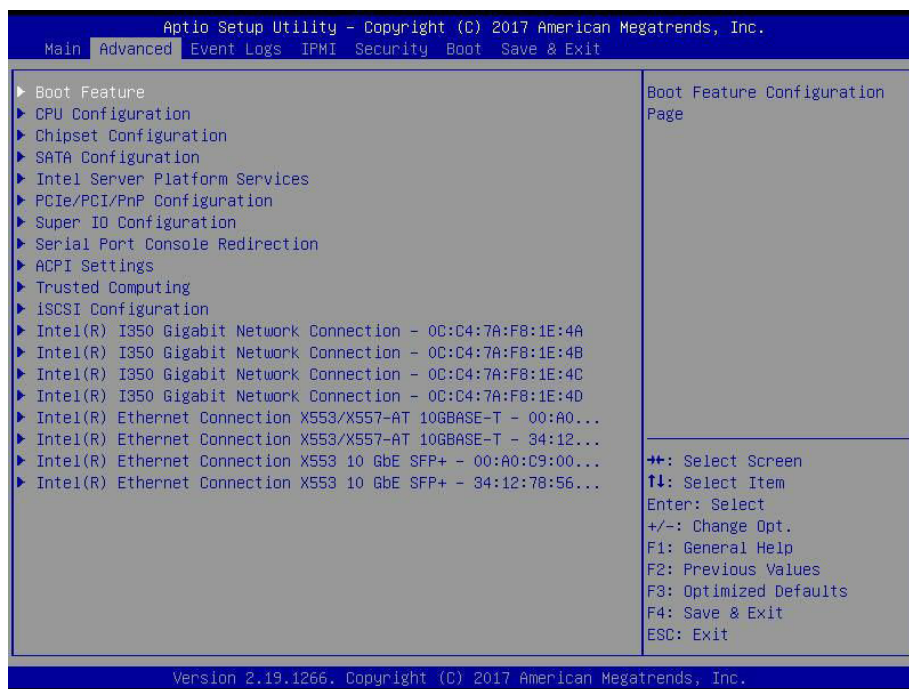 Aptio Setup Utility – Copyright (C) 2017 American Megatrends, Inc.
Main Advanced Event Logs IPMI Security Boot Save & Exit
▶ Boot Feature
▶ CPU Configuration
▶ Chipset Configuration
▶ SATA Configuration
▶ Intel Server Platform Services
▶ PCIe/PCI/PnP Configuration
▶ Super IO Configuration
▶ Serial Port Console Redirection
▶ ACPI Settings
▶ Trusted Computing
▶ iSCSI Configuration
▶ Intel(R) I350 Gigabit Network Connection – 0C:C4:7A:F8:1E:4A
▶ Intel(R) I350 Gigabit Network Connection – 0C:C4:7A:F8:1E:4B
▶ Intel(R) I350 Gigabit Network Connection – 0C:C4:7A:F8:1E:4C
▶ Intel(R) I350 Gigabit Network Connection – 0C:C4:7A:F8:1E:4D
▶ Intel(R) Ethernet Connection X553/X557-AT 10GBASE-T – 00:A0...
▶ Intel(R) Ethernet Connection X553/X557-AT 10GBASE-T – 34:12...
▶ Intel(R) Ethernet Connection X553 10 GbE SFP+ – 00:A0:C9:00...
▶ Intel(R) Ethernet Connection X553 10 GbE SFP+ – 34:12:78:56...
Boot Feature Configuration
Page
→←: Select Screen
↑↓: Select Item
Enter: Select
+/-: Change Opt.
F1: General Help
F2: Previous Values
F3: Optimized Defaults
F4: Save & Exit
ESC: Exit
Version 2.19.1266. Copyright (C) 2017 American Megatrends, Inc.